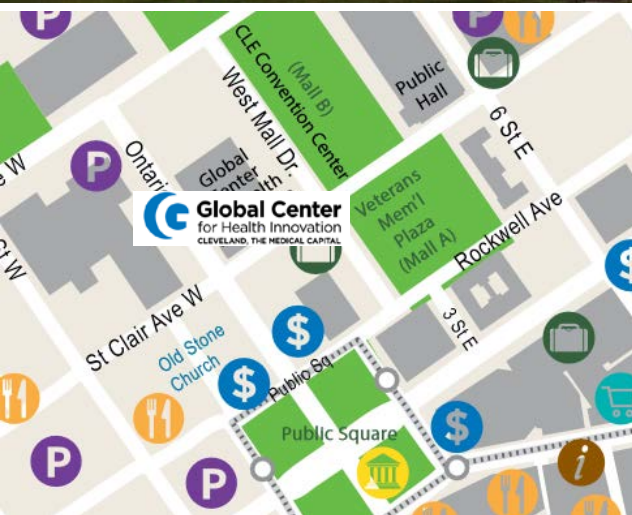 P
P
CLE Convention Center
(Mall B)
Public
Hall
West Mall Dr.
6 St E
P
Global
Global Center
for Health Innovation
CLEVELAND, THE MEDICAL CAPITAL
Veterans
Mem'l
Plaza
(Mall A)
Rockwell Ave
$
St Clair Ave W
3 St E
Old Stone
Church
$
$
Public Sq
Public Square
$
P
P
i